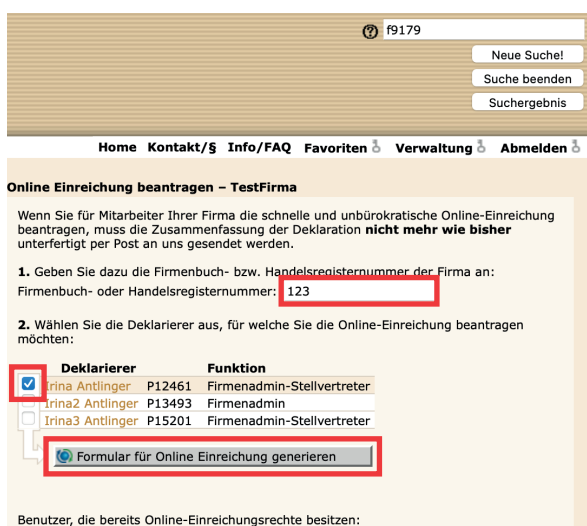 f9179
Neue Suche!
Suche beenden
Suchergebnis
Home Kontakt/§ Info/FAQ Favoriten Verwaltung Abmelden
Online Einreichung beantragen – TestFirma
Wenn Sie für Mitarbeiter Ihrer Firma die schnelle und unbürokratische Online-Einreichung
beantragen, muss die Zusammenfassung der Deklaration nicht mehr wie bisher
unterfertigt per Post an uns gesendet werden.
1. Geben Sie dazu die Firmenbuch- bzw. Handelsregisternummer der Firma an:
Firmenbuch- oder Handelsregisternummer: 123
2. Wählen Sie die Deklarierer aus, für welche Sie die Online-Einreichung beantragen
möchten:
Deklarierer Funktion
Irina Antlinger P12461 Firmenadmin-Stellvertreter
Irina2 Antlinger P13493 Firmenadmin
Irina3 Antlinger P15201 Firmenadmin-Stellvertreter
Formular für Online Einreichung generieren
Benutzer, die bereits Online-Einreichungsrechte besitzen: